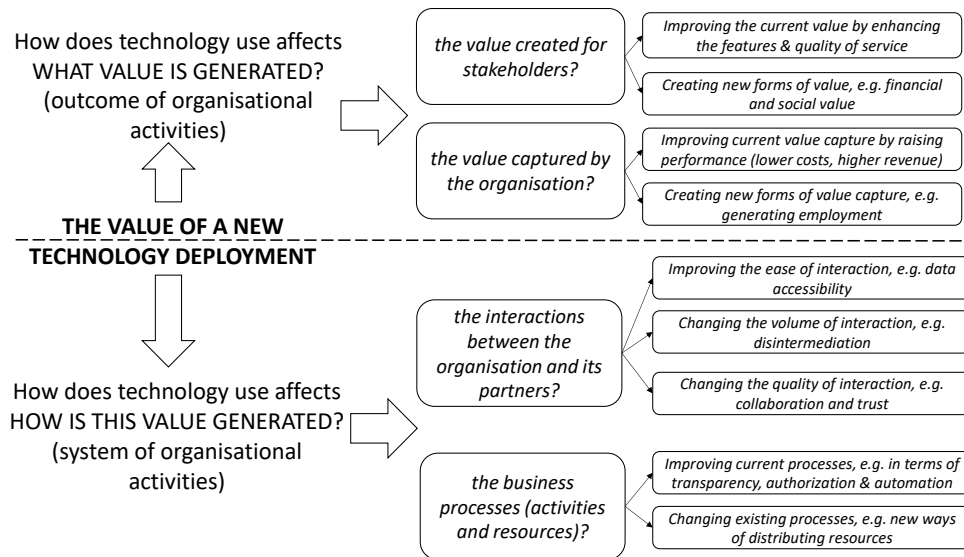 How does technology use affects
WHAT VALUE IS GENERATED?
(outcome of organisational
activities)
the value created for
stakeholders?
Improving the current value by enhancing
the features & quality of service
Creating new forms of value, e.g. financial
and social value
the value captured by
the organisation?
Improving current value capture by raising
performance (lower costs, higher revenue)
Creating new forms of value capture, e.g.
generating employment
THE VALUE OF A NEW
TECHNOLOGY DEPLOYMENT
How does technology use affects
HOW IS THIS VALUE GENERATED?
(system of organisational
activities)
the interactions
between the
organisation and its
partners?
Improving the ease of interaction, e.g. data
accessibility
Changing the volume of interaction, e.g.
disintermediation
Changing the quality of interaction, e.g.
collaboration and trust
the business
processes (activities
and resources)?
Improving current processes, e.g. in terms of
transparency, authorization & automation
Changing existing processes, e.g. new ways
of distributing resources